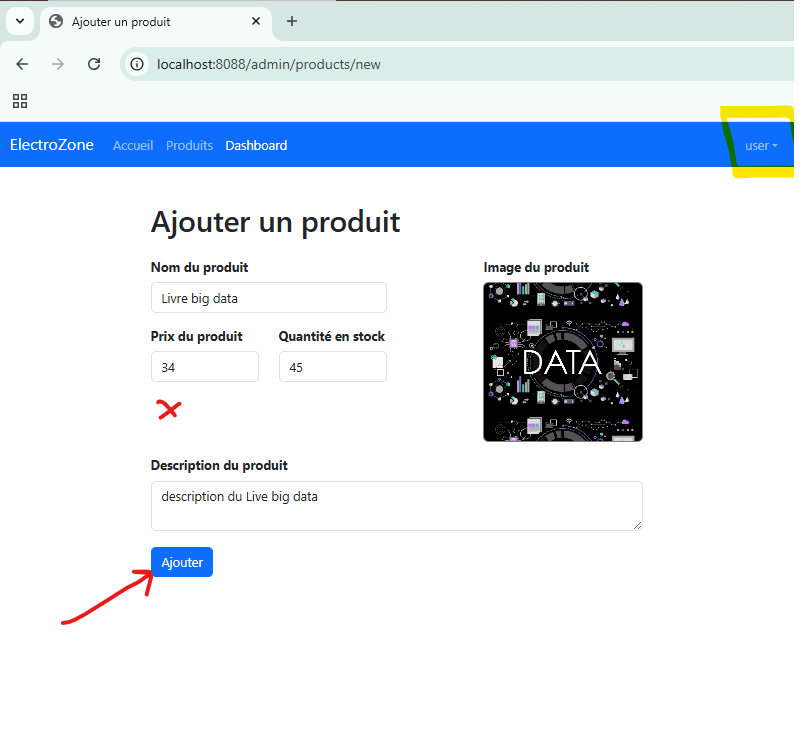 Ajouter un produit
localhost:8088/admin/products/new
ElectroZone Accueil Produits Dashboard user
Ajouter un produit
Nom du produit Image du produit
Livre big data
DATA
Prix du produit Quantité en stock
34 45
Description du produit
description du Live big data
Ajouter